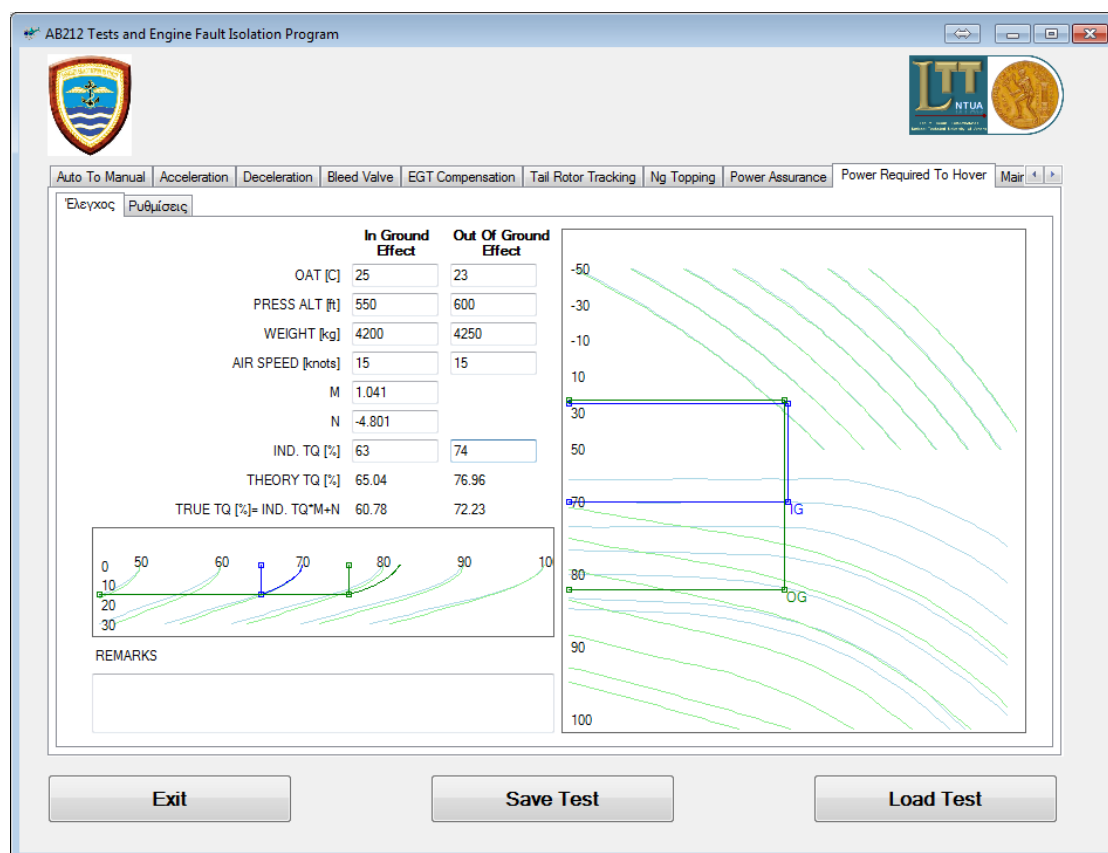 AB212 Tests and Engine Fault Isolation Program
LTT
NTUA
Auto To Manual Acceleration Deceleration Bleed Valve EGT Compensation Tail Rotor Tracking Ng Topping Power Assurance Power Required To Hover Mair
Έλεγχος Ρυθμίσεις
In Ground Effect Out Of Ground Effect
OAT [C] 25 23
PRESS ALT [ft] 550 600
WEIGHT [kg] 4200 4250
AIR SPEED [knots] 15 15
M 1.041
N -4.801
IND. TQ [%] 63 74
THEORY TQ [%] 65.04 76.96
TRUE TQ [%]= IND. TQ*M+N 60.78 72.23
0 50 60 70 80 90 100
10
20
30
REMARKS
-50
-30
-10
10
30
50
70
IG
80
OG
90
100
Exit Save Test Load Test